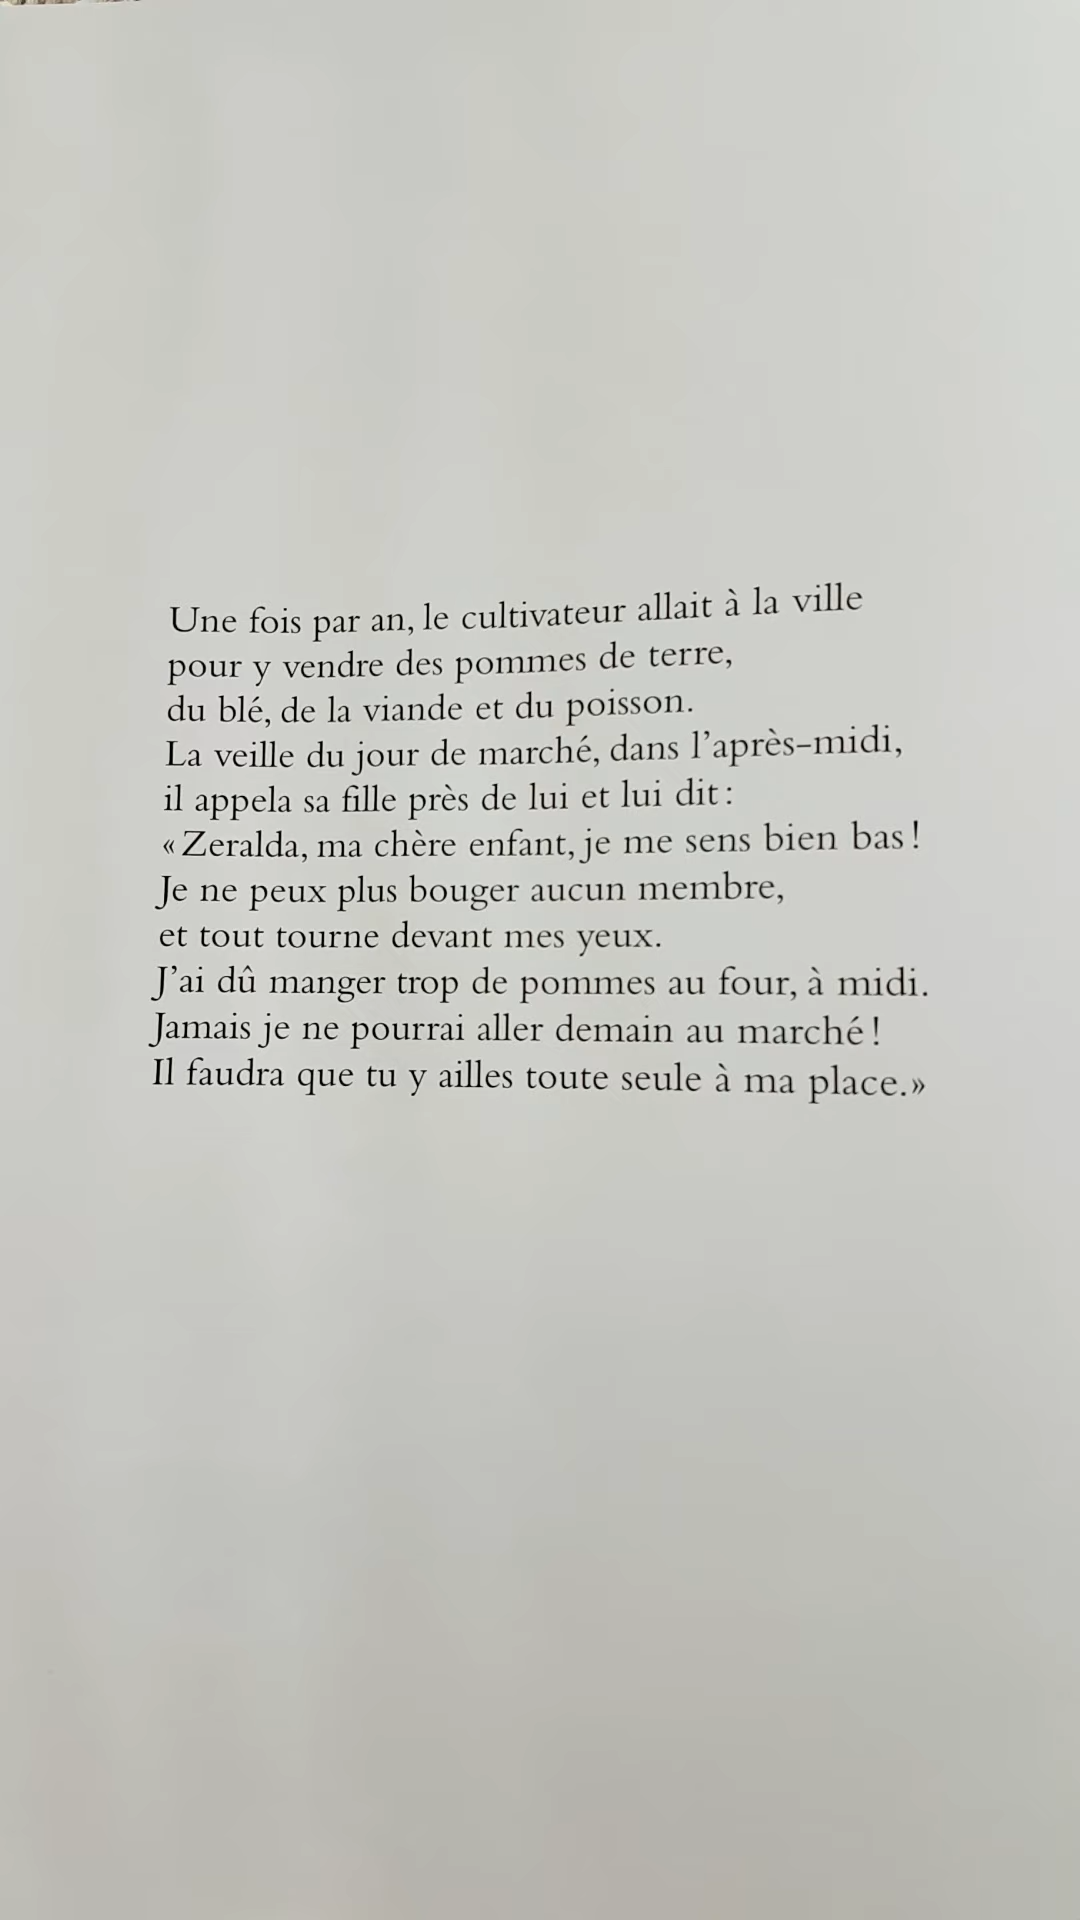 Une fois par an, le cultivateur allait à la ville
pour y vendre des pommes de terre,
du blé, de la viande et du poisson.
La veille du jour de marché, dans l'après-midi,
il appela sa fille près de lui et lui dit :
« Zeralda, ma chère enfant, je me sens bien bas !
Je ne peux plus bouger aucun membre,
et tout tourne devant mes yeux.
J'ai dû manger trop de pommes au four, à midi.
Jamais je ne pourrai aller demain au marché !
Il faudra que tu y ailles toute seule à ma place.»